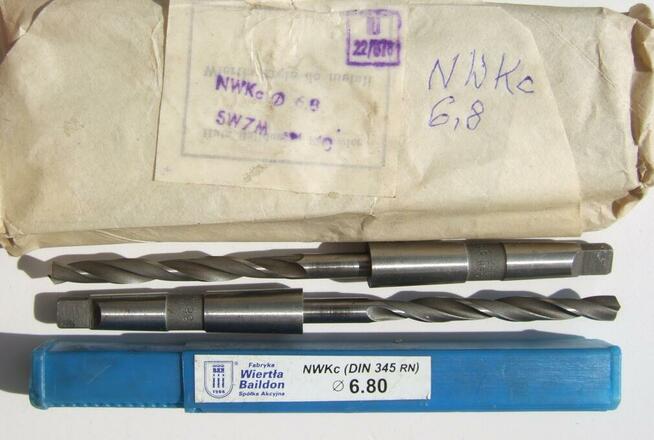 22/878
NWKc
6,8
NWKc Ø 6,8
SW7M
Fabryka
Wiertła
Baildon
Spółka Akcyjna
NWKc (DIN 345 RN)
∅ 6.80